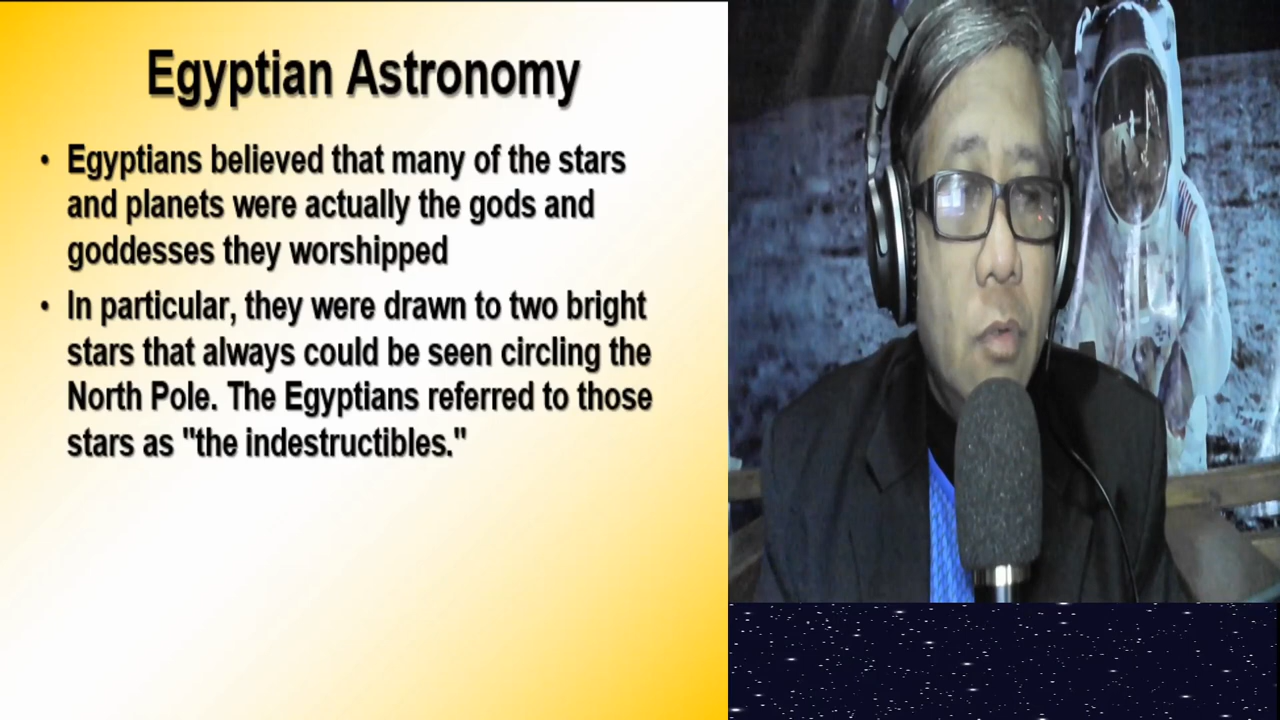 Egyptian Astronomy
• Egyptians believed that many of the stars
and planets were actually the gods and
goddesses they worshipped
• In particular, they were drawn to two bright
stars that always could be seen circling the
North Pole. The Egyptians referred to those
stars as "the indestructibles."